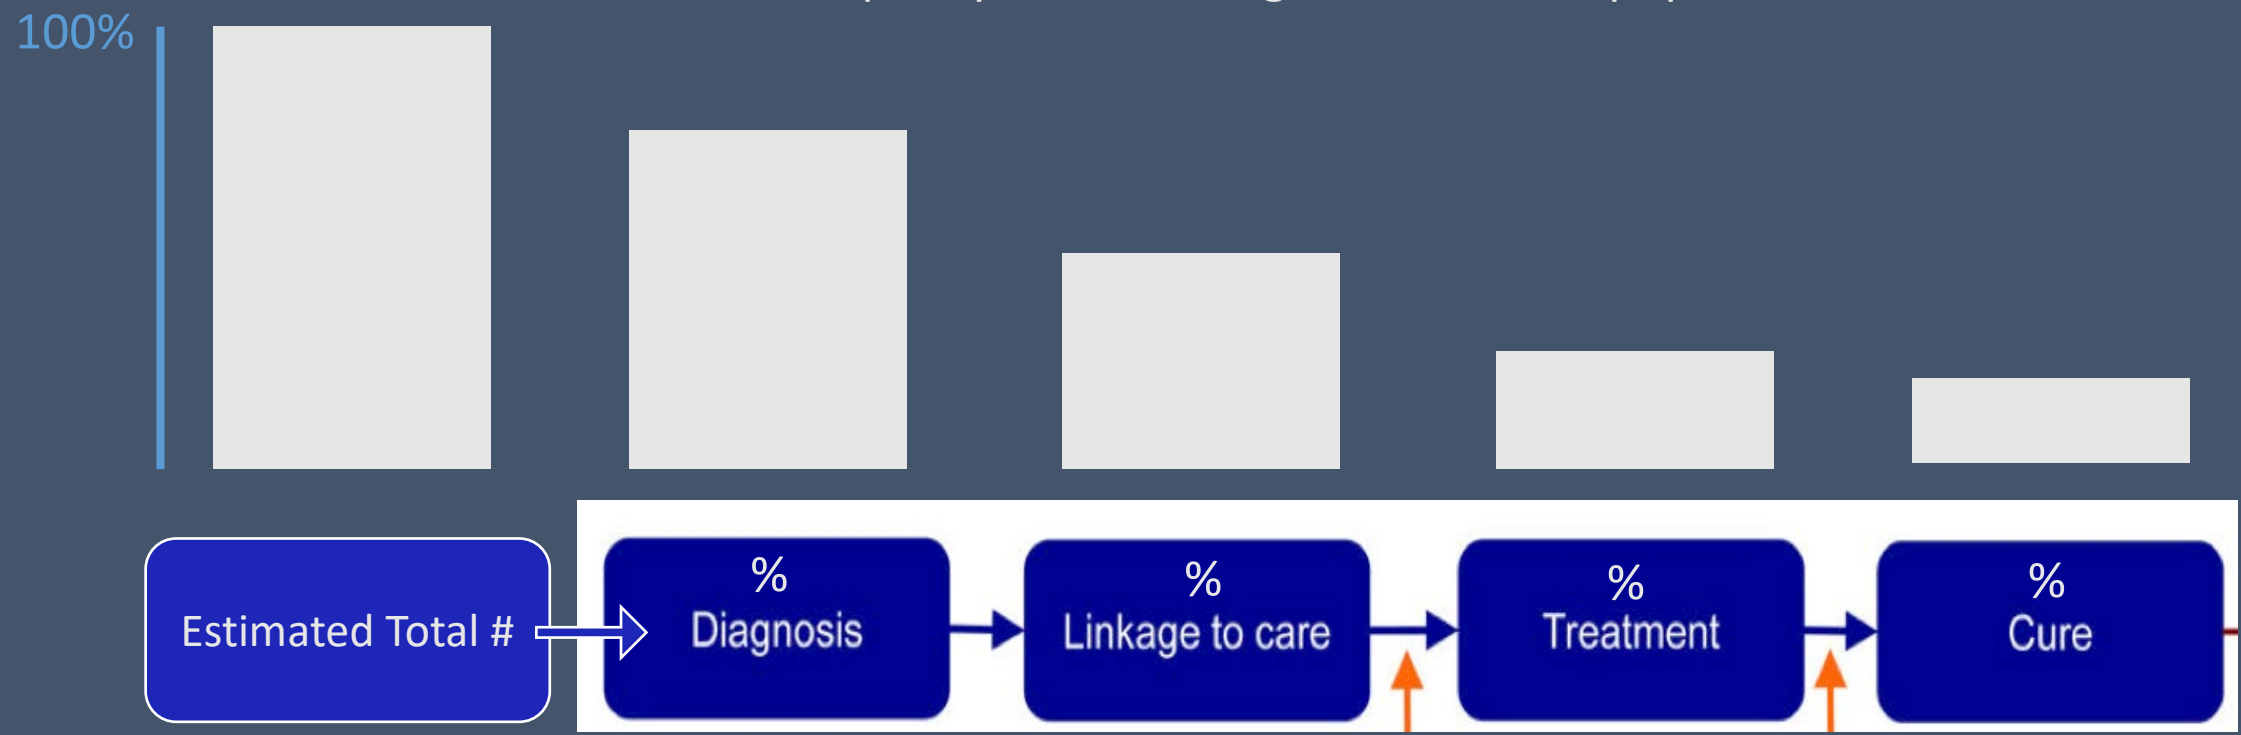 100%
Estimated Total #
%
Diagnosis
%
Linkage to care
%
Treatment
%
Cure